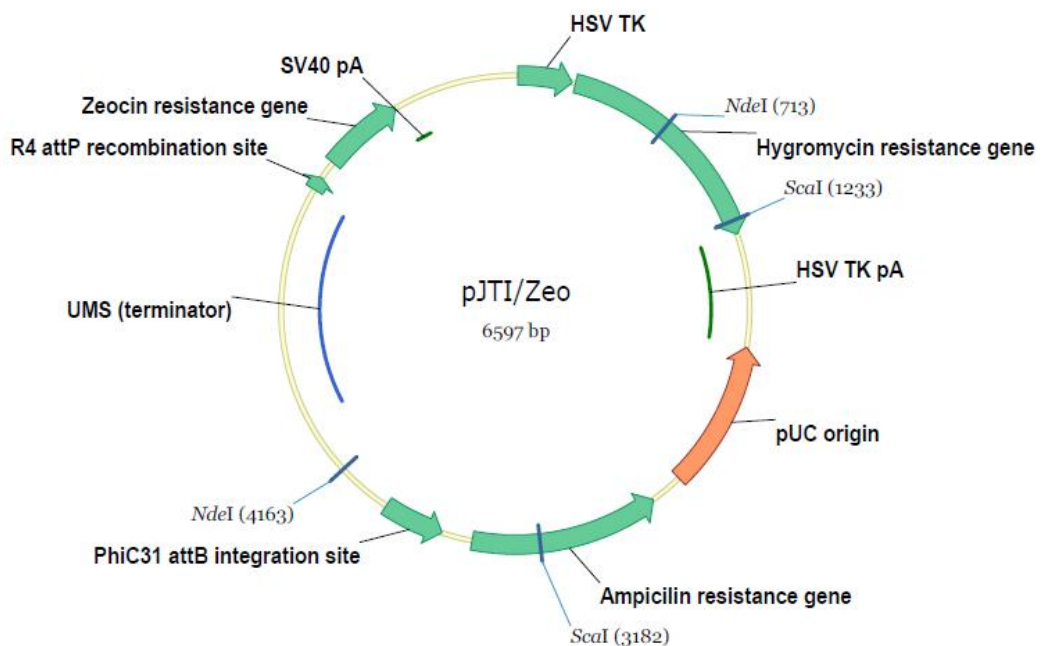 HSV TK
SV40 pA
Zeocin resistance gene
NdeI (713)
R4 attP recombination site
Hygromycin resistance gene
ScaI (1233)
HSV TK pA
pJTI/Zeo
UMS (terminator)
6597 bp
pUC origin
NdeI (4163)
PhiC31 attB integration site
Ampicilin resistance gene
ScaI (3182)